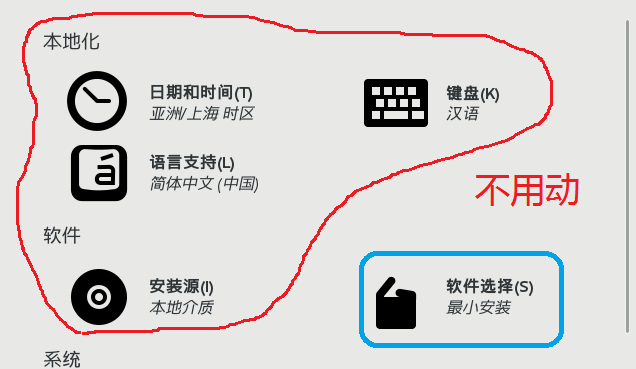 本地化
日期和时间(T)
亚洲/上海 时区
键盘(K)
汉语
语言支持(L)
简体中文 (中国)
不用动
软件
安装源(I)
本地介质
软件选择(S)
最小安装
系统